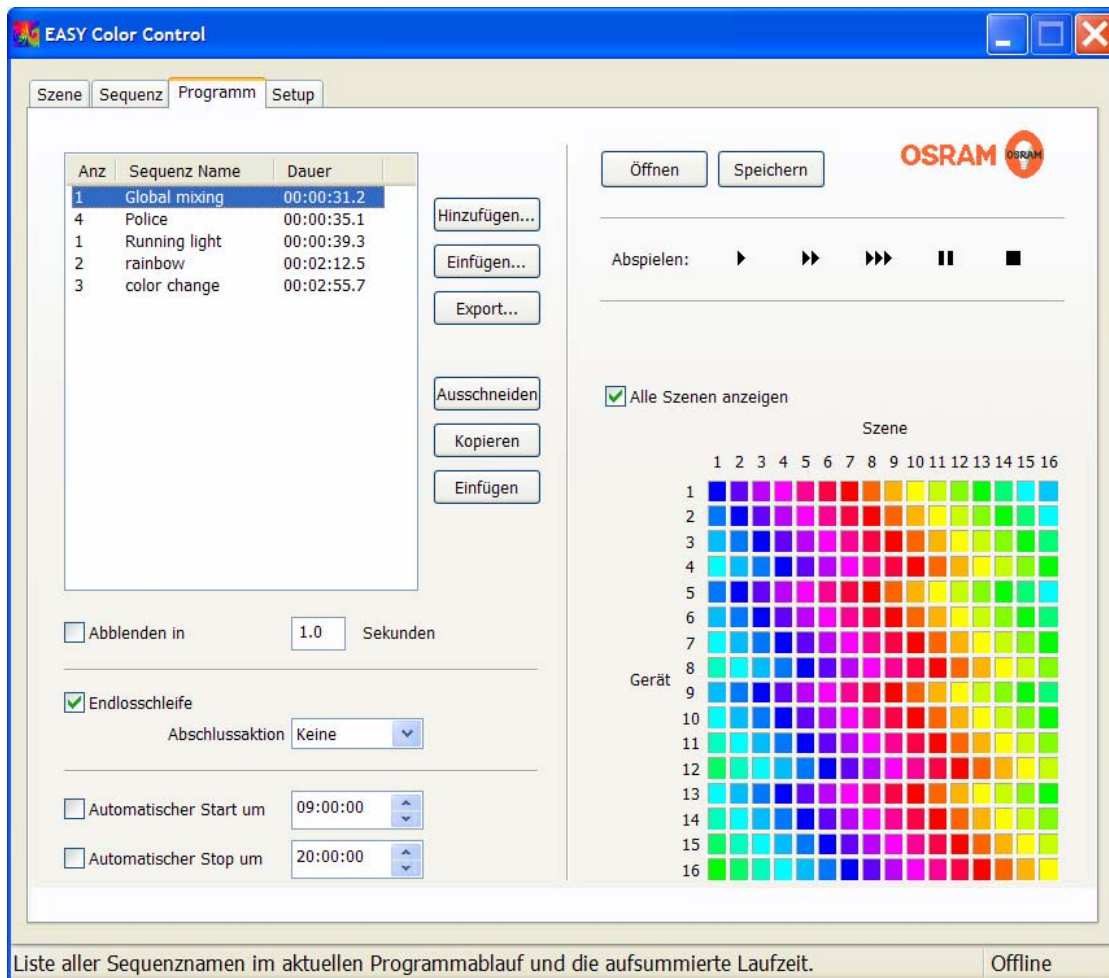 EASY Color Control
Szene Sequenz Programm Setup
Anz Sequenz Name Dauer
1 Global mixing 00:00:31.2
4 Police 00:00:35.1
1 Running light 00:00:39.3
2 rainbow 00:02:12.5
3 color change 00:02:55.7
Hinzufügen...
Einfügen...
Export...
Ausschneiden
Kopieren
Einfügen
Abblenden in 1.0 Sekunden
Endlosschleife
Abschlussaktion Keine
Automatischer Start um 09:00:00
Automatischer Stop um 20:00:00
Öffnen Speichern
OSRAM OSRAM
Abspielen:
Alle Szenen anzeigen
Szene
1 2 3 4 5 6 7 8 9 10 11 12 13 14 15 16
Gerät
1
2
3
4
5
6
7
8
9
10
11
12
13
14
15
16
Liste aller Sequenznamen im aktuellen Programmablauf und die aufsummierte Laufzeit. Offline